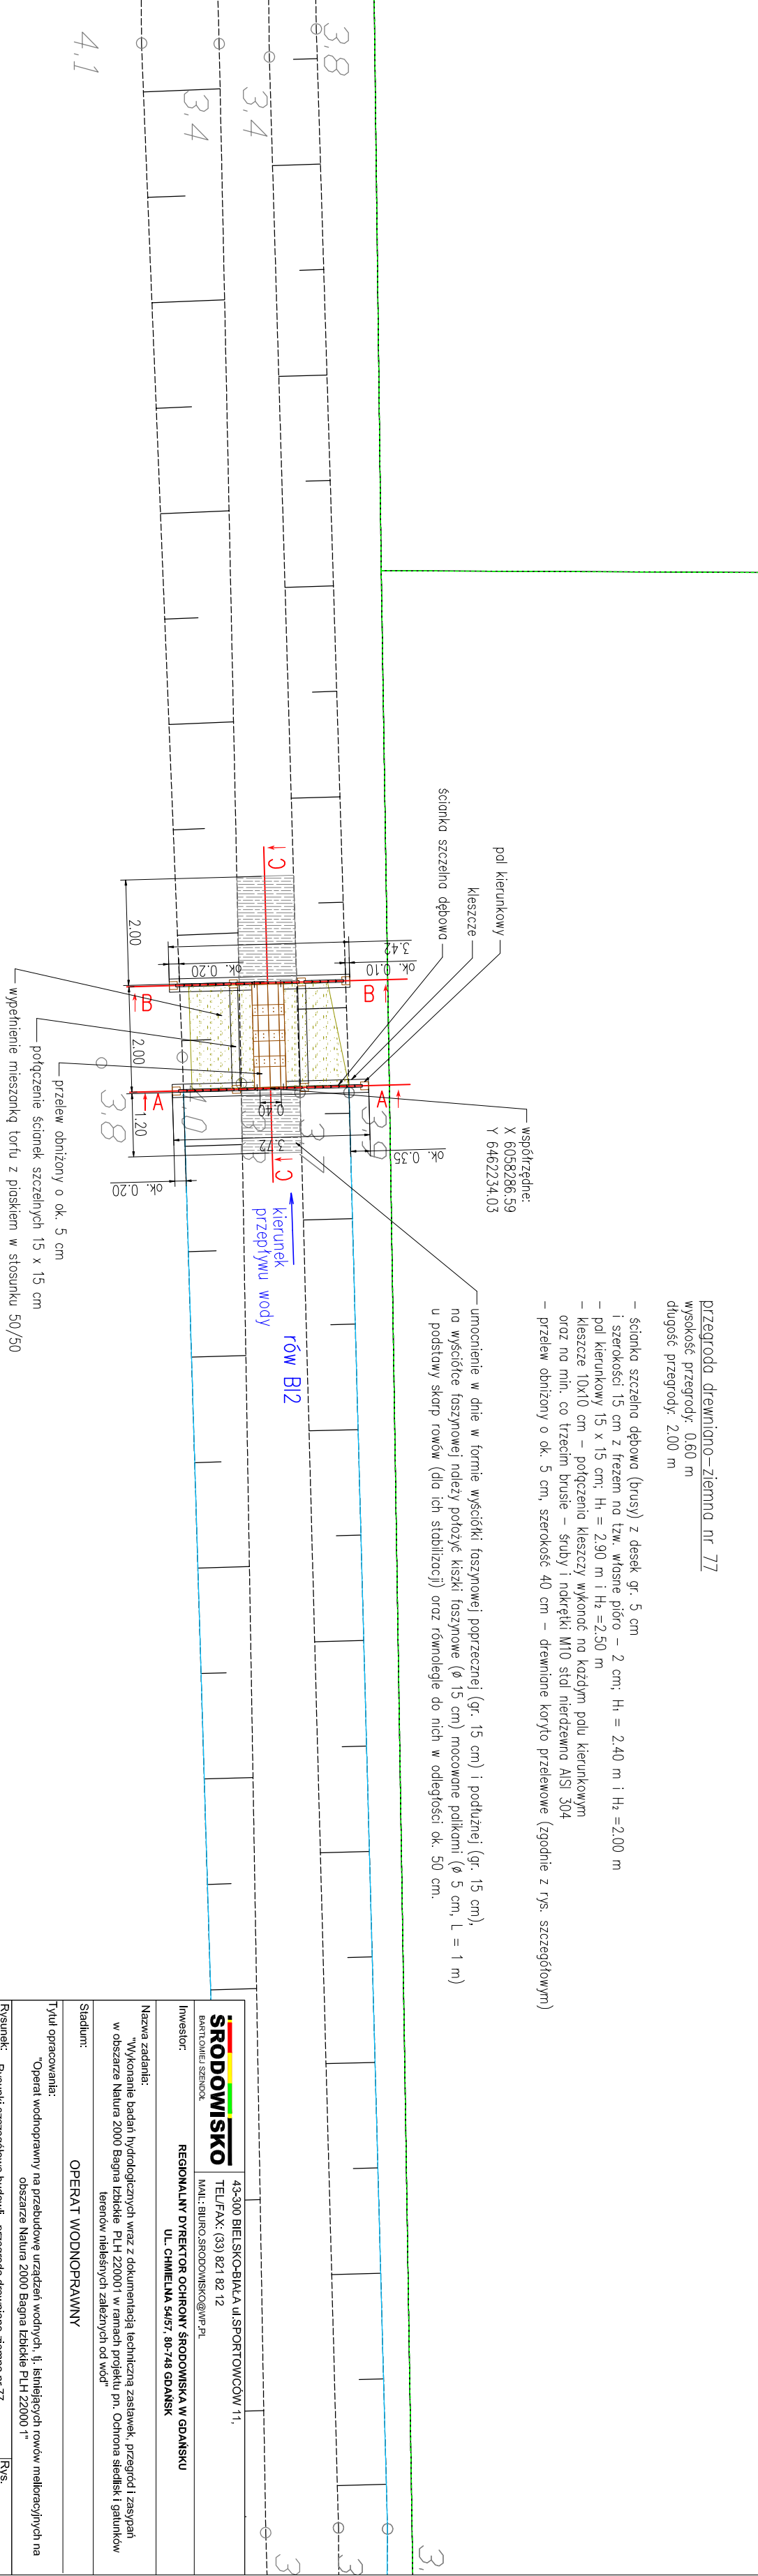 przegroda drewniano-ziemna nr 77
wysokość przegrody: 0.60 m
długość przegrody: 2.00 m
- ścianka szczelna dębowa (brusy) z desek gr. 5 cm
i szerokości 15 cm z frezem na tzw. własne pióro - 2 cm; H₁ = 2.40 m i H₂ =2.00 m
- pal kierunkowy 15 x 15 cm; H₁ = 2.90 m i H₂ =2.50 m
- kleszcze 10x10 cm - połączenia kleszczy wykonać na każdym palu kierunkowym
oraz na min. co trzecim brusie - śruby i nakrętki M10 stal nierdzewna AISI 304
- przelew obniżony o ok. 5 cm, szerokość 40 cm - drewniane koryto przelewowe (zgodnie z rys. szczegółowym)
współrzędne:
X 6058286.59
Y 6462234.03
pal kierunkowy
kleszcze
ścianka szczelna dębowa
umocnienie w dnie w formie wyściółki faszynowej poprzecznej (gr. 15 cm) i podłużnej (gr. 15 cm),
na wyściółce faszynowej należy położyć kiszki faszynowe (ø 15 cm) mocowane palikami (ø 5 cm, L = 1 m)
u podstawy skarp rowów (dla ich stabilizacji) oraz równolegle do nich w odległości ok. 50 cm.
3,8
3,4
3,4
4,1
3.42
ok. 0.10
ok. 0.20
B
B
C
C
A
A
2.00
2.00
1.20
0.40
3.72
ok. 0.35
ok. 0.20
3,9
3,7
3,8
4,0
3,8
kierunek
przepływu wody
rów BI2
przelew obniżony o ok. 5 cm
połączenie ścianek szczelnych 15 x 15 cm
wypełnienie mieszanką torfu z piaskiem w stosunku 50/50
3,
3
3
ŚRODOWISKO
BARTŁOMIEJ SZENDOŁ
43-300 BIELSKO-BIAŁA ul.SPORTOWCÓW 11,
TEL/FAX: (33) 821 82 12
MAIL: BIURO.SRODOWISKO@WP.PL
Inwestor:
REGIONALNY DYREKTOR OCHRONY ŚRODOWISKA W GDAŃSKU
UL. CHMIELNA 54/57, 80-748 GDAŃSK
Nazwa zadania:
"Wykonanie badań hydrologicznych wraz z dokumentacją techniczną zastawek, przegród i zasypań
w obszarze Natura 2000 Bagna Izbickie PLH 220001 w ramach projektu pn. Ochrona siedlisk i gatunków
terenów nieleśnych zależnych od wód"
Stadium:
OPERAT WODNOPRAWNY
Tytuł opracowania:
"Operat wodnoprawny na przebudowę urządzeń wodnych, tj. istniejących rowów melioracyjnych na
obszarze Natura 2000 Bagna Izbickie PLH 22000 1"
Rysunek:
Rys.